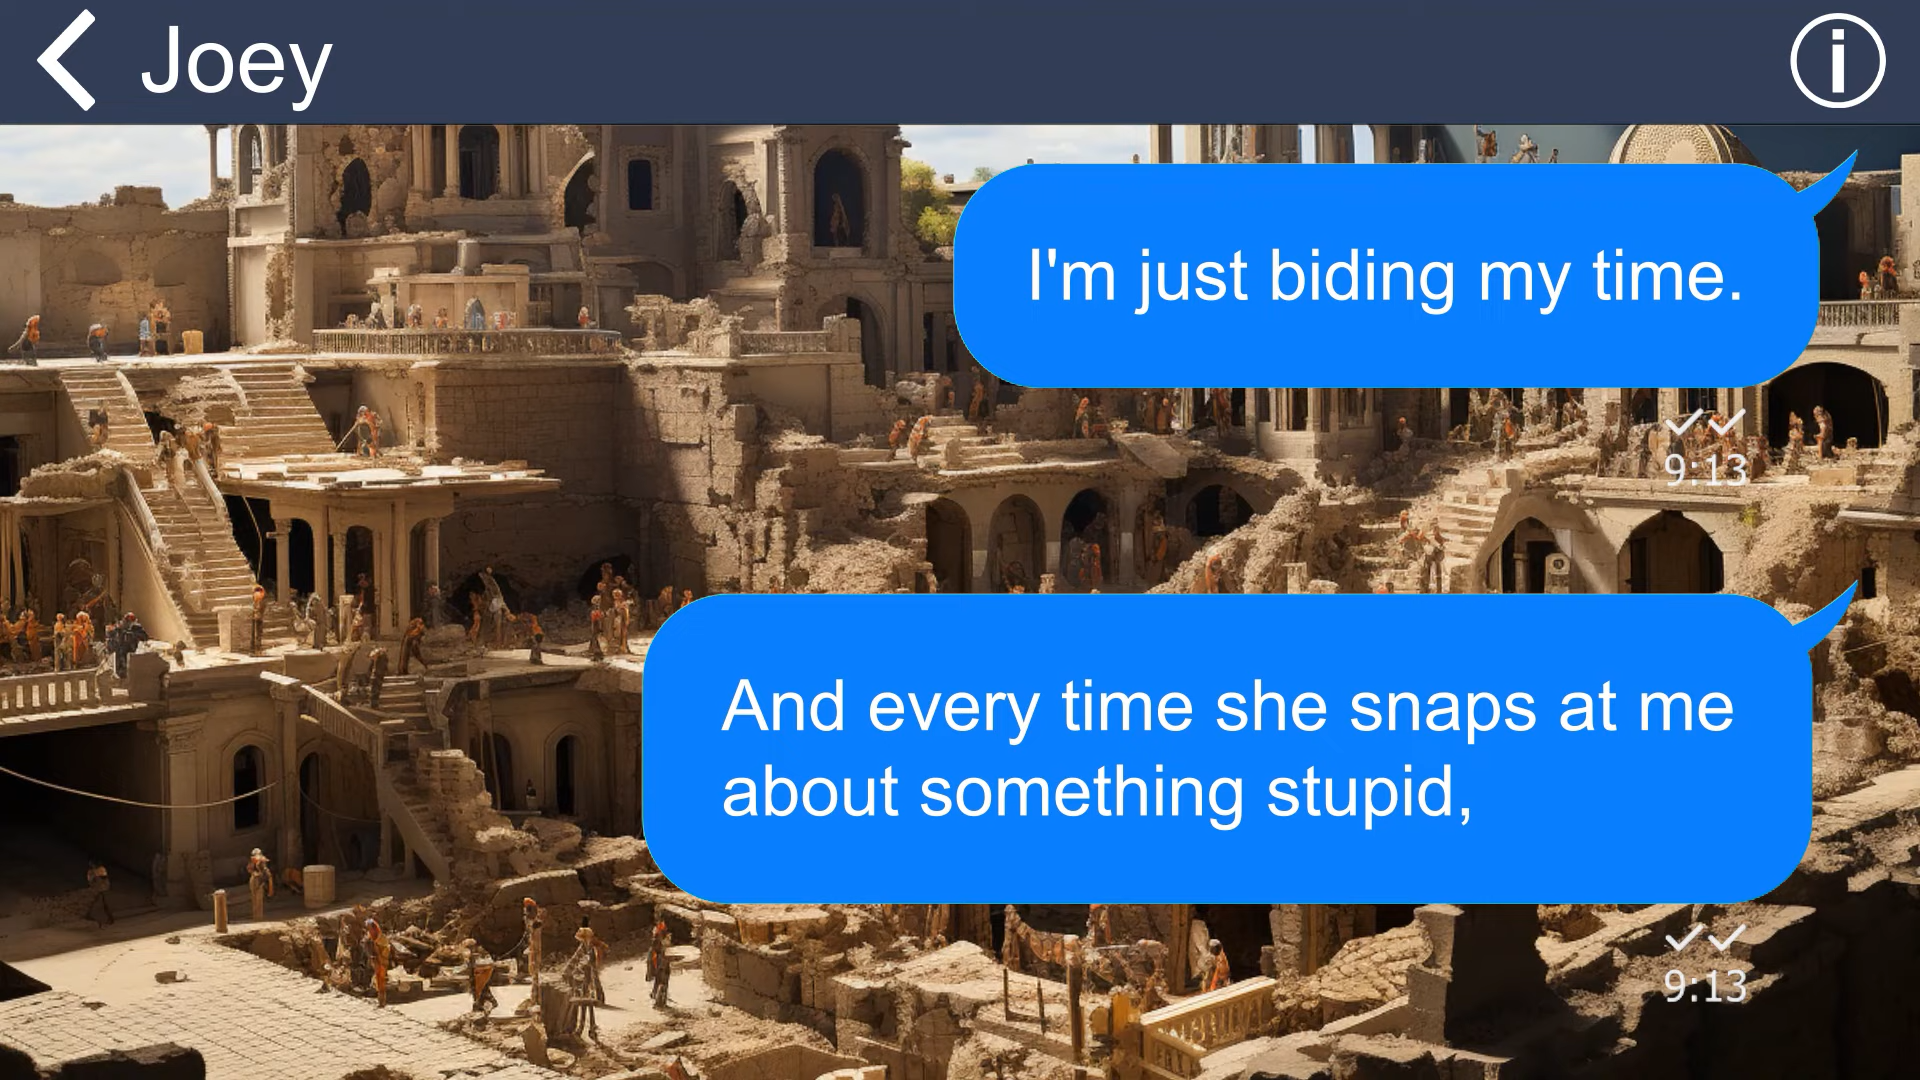 Joey
I'm just biding my time.
9:13
And every time she snaps at me
about something stupid,
9:13